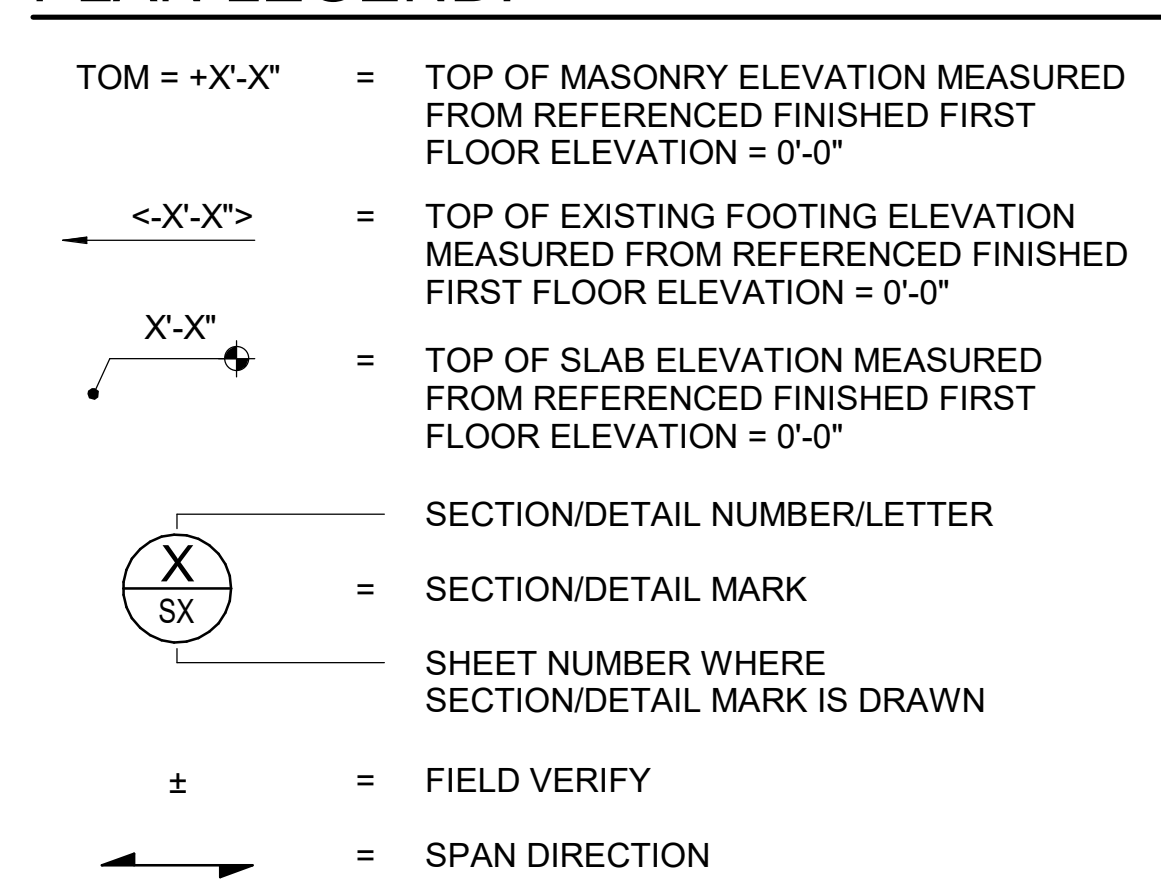 PLAN LEGEND:
TOM = +X'-X" = TOP OF MASONRY ELEVATION MEASURED
FROM REFERENCED FINISHED FIRST
FLOOR ELEVATION = 0'-0"
<-X'-X"> = TOP OF EXISTING FOOTING ELEVATION
MEASURED FROM REFERENCED FINISHED
FIRST FLOOR ELEVATION = 0'-0"
X'-X"
= TOP OF SLAB ELEVATION MEASURED
FROM REFERENCED FINISHED FIRST
FLOOR ELEVATION = 0'-0"
SECTION/DETAIL NUMBER/LETTER
X
= SECTION/DETAIL MARK
SX
SHEET NUMBER WHERE
SECTION/DETAIL MARK IS DRAWN
± = FIELD VERIFY
= SPAN DIRECTION